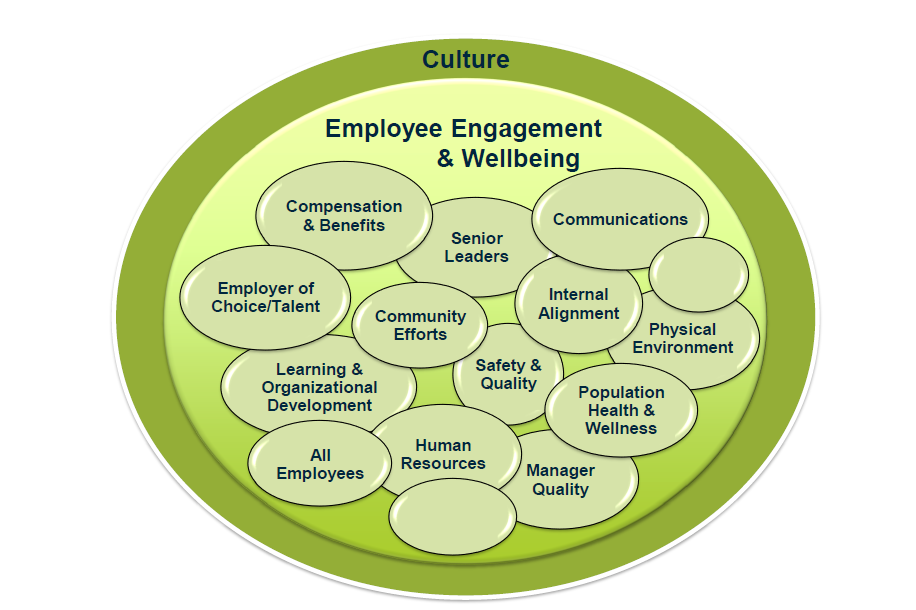 Culture
Employee Engagement
& Wellbeing
Compensation
& Benefits
Senior
Leaders
Communications
Employer of
Choice/Talent
Community
Efforts
Internal
Alignment
Physical
Environment
Learning &
Organizational
Development
Safety &
Quality
Population
Health &
Wellness
All
Employees
Human
Resources
Manager
Quality